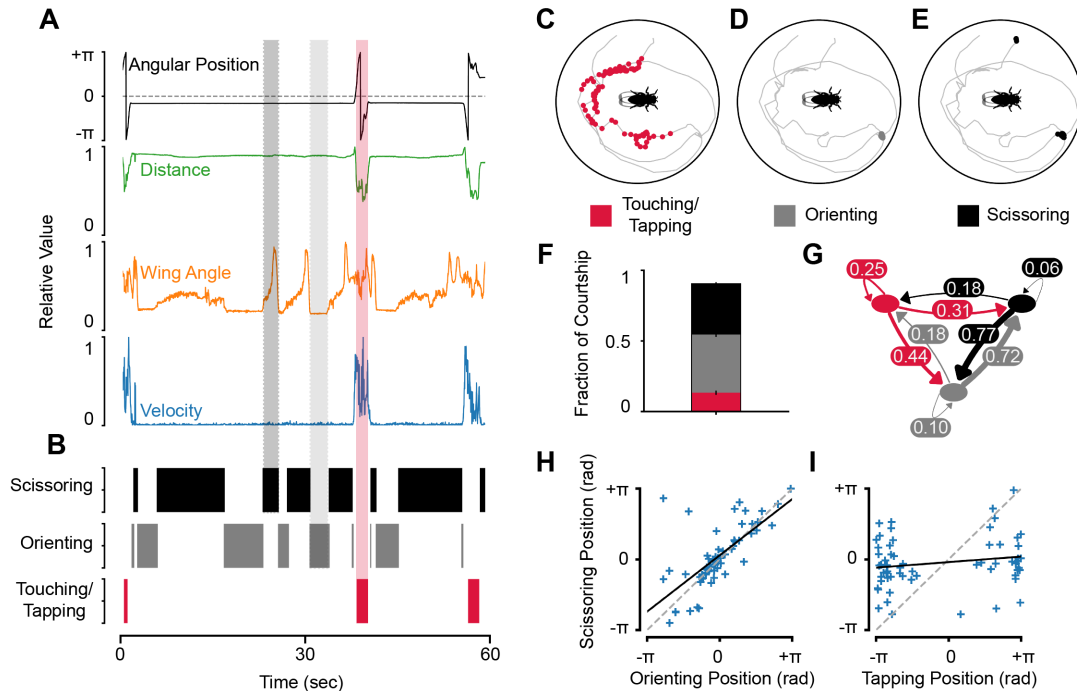 A
+π
Angular Position
0
-π
1
Distance
0
1
Wing Angle
0
1
Velocity
0
Relative Value
B
Scissoring
Orienting
Touching/
Tapping
0
30
60
Time (sec)
C
D
E
Touching/
Tapping
Orienting
Scissoring
F
Fraction of Courtship
1
0.5
0
G
0.25
0.06
0.18
0.31
0.18
0.77
0.44
0.72
0.10
H
Scissoring Position (rad)
+π
0
-π
-π
0
+π
Orienting Position (rad)
I
+π
0
-π
-π
0
+π
Tapping Position (rad)